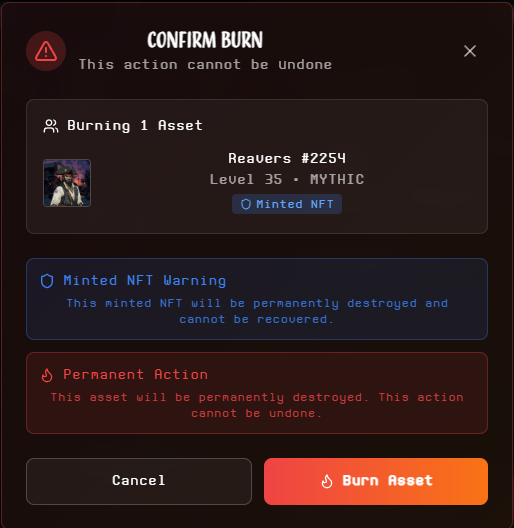 CONFIRM BURN
This action cannot be undone
Burning 1 Asset
Reavers #2254
Level 35 • MYTHIC
Minted NFT
Minted NFT Warning
This minted NFT will be permanently destroyed and
cannot be recovered.
Permanent Action
This asset will be permanently destroyed. This action
cannot be undone.
Cancel
Burn Asset